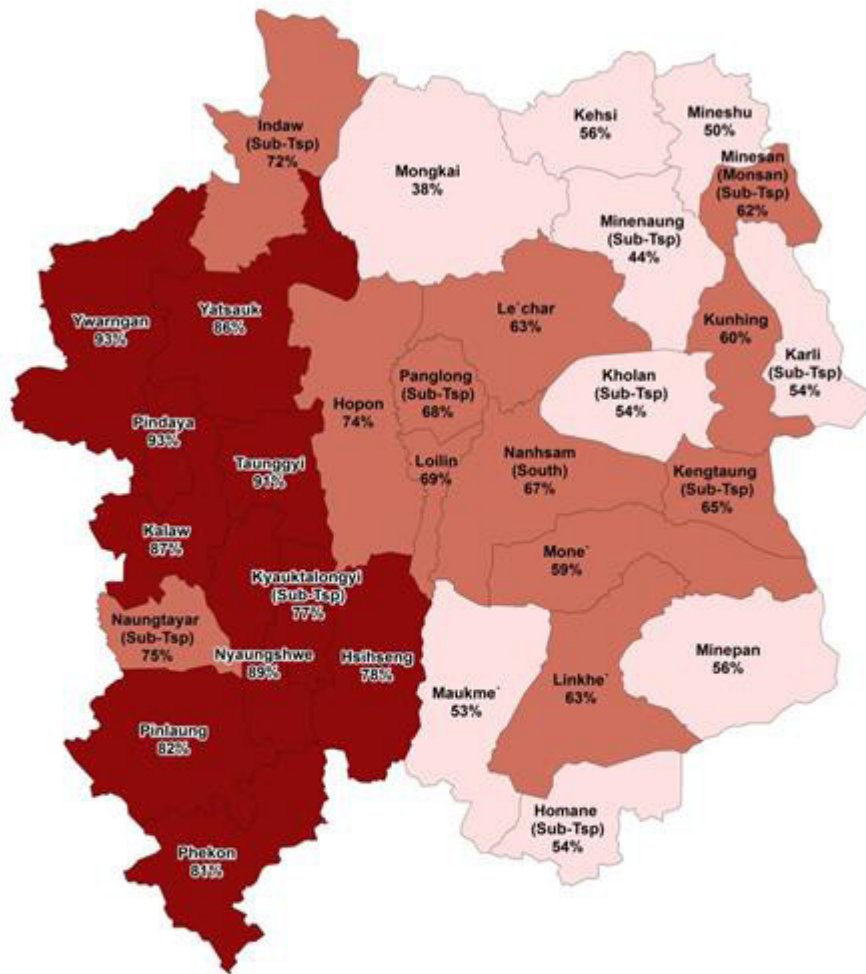 Indaw
(Sub-Tsp)
72%
Mongkai
38%
Kehsi
56%
Mineshu
50%
Minesan
(Monsan)
(Sub-Tsp)
62%
Minenaung
(Sub-Tsp)
44%
Ywarngan
93%
Yatsauk
86%
Le`char
63%
Kunhing
60%
Karli
(Sub-Tsp)
54%
Panglong
(Sub-Tsp)
68%
Kholan
(Sub-Tsp)
54%
Hopon
74%
Pindaya
93%
Taunggyi
91%
Loilin
69%
Nanhsam
(South)
67%
Kengtaung
(Sub-Tsp)
65%
Kalaw
87%
Mone`
59%
Kyauktalongyi
(Sub-Tsp)
77%
Naungtayar
(Sub-Tsp)
75%
Nyaungshwe
89%
Hsihseng
78%
Maukme`
53%
Linkhe`
63%
Minepan
56%
Pinlaung
82%
Homane
(Sub-Tsp)
54%
Phekon
81%